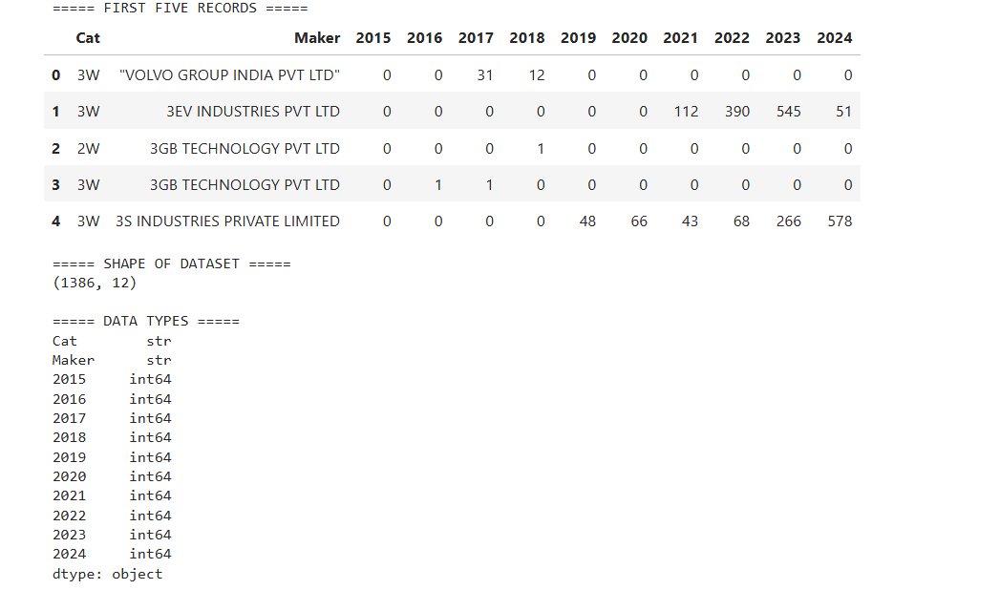 ===== FIRST FIVE RECORDS =====
Cat Maker 2015 2016 2017 2018 2019 2020 2021 2022 2023 2024
0 3W "VOLVO GROUP INDIA PVT LTD" 0 0 31 12 0 0 0 0 0 0
1 3W 3EV INDUSTRIES PVT LTD 0 0 0 0 0 0 112 390 545 51
2 2W 3GB TECHNOLOGY PVT LTD 0 0 0 1 0 0 0 0 0 0
3 3W 3GB TECHNOLOGY PVT LTD 0 1 1 0 0 0 0 0 0 0
4 3W 3S INDUSTRIES PRIVATE LIMITED 0 0 0 0 48 66 43 68 266 578
===== SHAPE OF DATASET =====
(1386, 12)
===== DATA TYPES =====
Cat str
Maker str
2015 int64
2016 int64
2017 int64
2018 int64
2019 int64
2020 int64
2021 int64
2022 int64
2023 int64
2024 int64
dtype: object